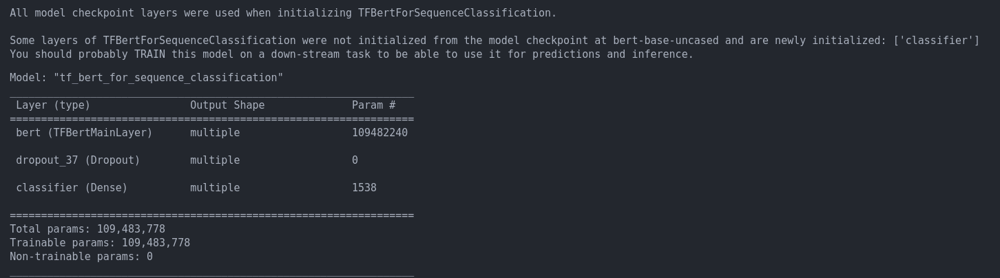 All model checkpoint layers were used when initializing TFBertForSequenceClassification.
Some layers of TFBertForSequenceClassification were not initialized from the model checkpoint at bert-base-uncased and are newly initialized: ['classifier']
You should probably TRAIN this model on a down-stream task to be able to use it for predictions and inference.
Model: "tf_bert_for_sequence_classification"
_________________________________________________________________
Layer (type)                Output Shape              Param #
=================================================================
bert (TFBertMainLayer)      multiple                  109482240
dropout_37 (Dropout)        multiple                  0
classifier (Dense)          multiple                  1538
=================================================================
Total params: 109,483,778
Trainable params: 109,483,778
Non-trainable params: 0
_________________________________________________________________